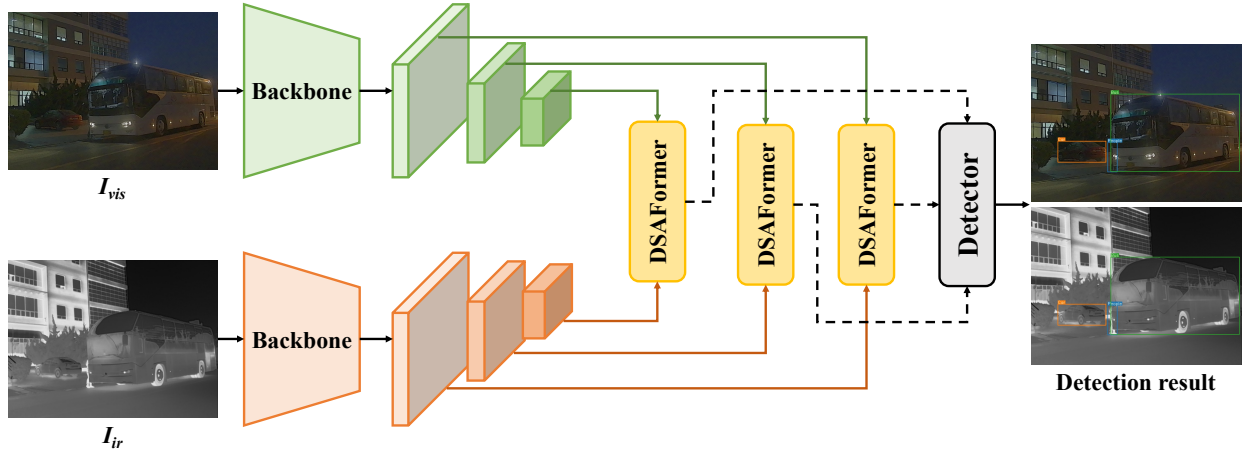 Backbone
I_vis
DSAFormer
DSAFormer
DSAFormer
Detector
Backbone
I_ir
Detection result